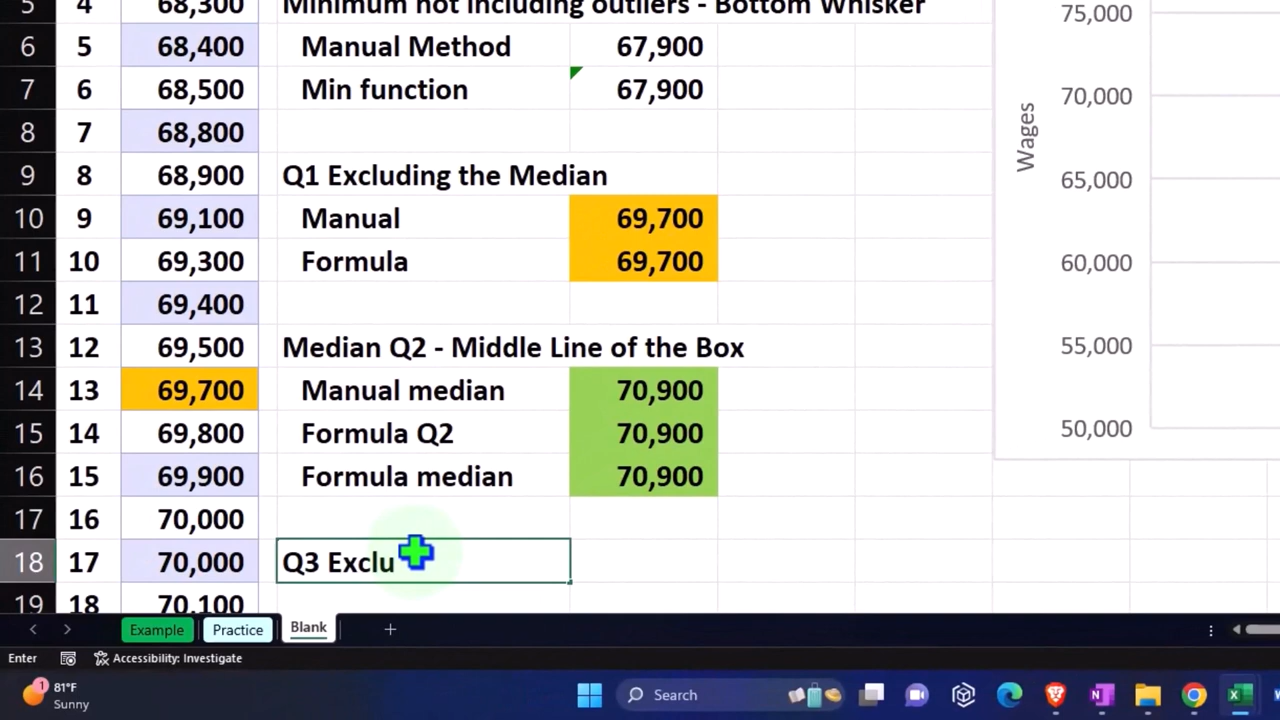 5 4 68,300 Minimum not including outliers - Bottom Whisker 75,000
6 5 68,400 Manual Method 67,900
7 6 68,500 Min function 67,900 70,000
8 7 68,800 Wages
9 8 68,900 Q1 Excluding the Median 65,000
10 9 69,100 Manual 69,700
11 10 69,300 Formula 69,700 60,000
12 11 69,400
13 12 69,500 Median Q2 - Middle Line of the Box 55,000
14 13 69,700 Manual median 70,900
15 14 69,800 Formula Q2 70,900 50,000
16 15 69,900 Formula median 70,900
17 16 70,000
18 17 70,000 Q3 Exclu
19 18 70,100
Example Practice Blank
Enter Accessibility: Investigate
1 81°F
Sunny
Search